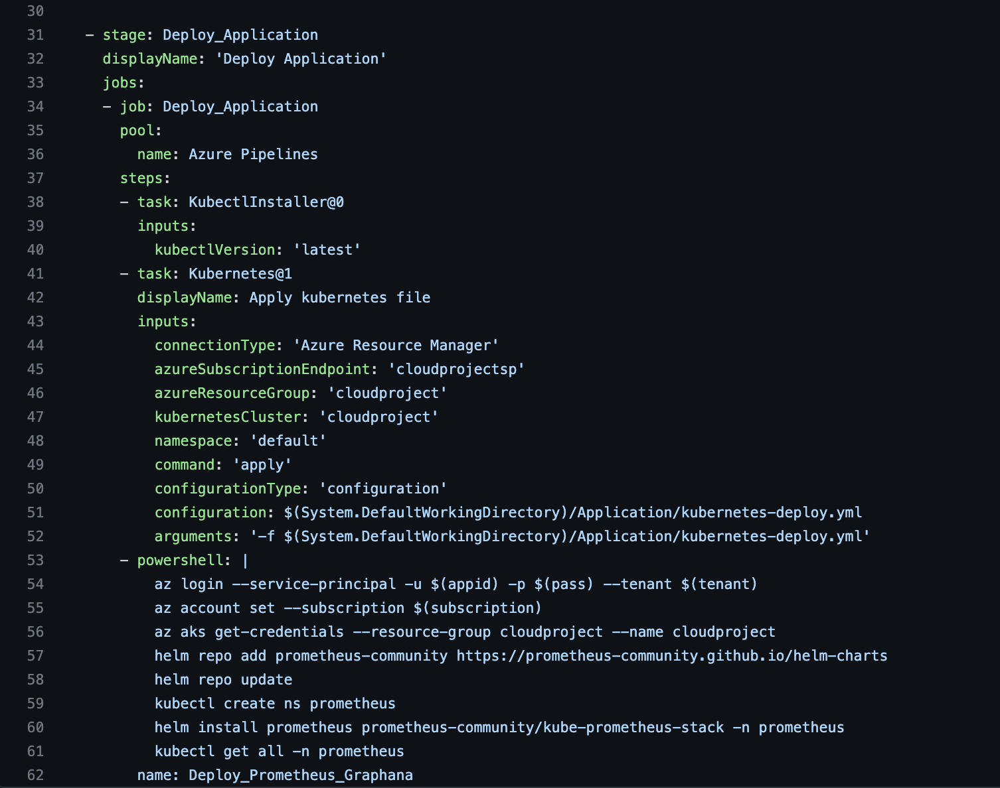 30
31 - stage: Deploy_Application
32 displayName: 'Deploy Application'
33 jobs:
34 - job: Deploy_Application
35 pool:
36 name: Azure Pipelines
37 steps:
38 - task: KubectlInstaller@0
39 inputs:
40 kubectlVersion: 'latest'
41 - task: Kubernetes@1
42 displayName: Apply kubernetes file
43 inputs:
44 connectionType: 'Azure Resource Manager'
45 azureSubscriptionEndpoint: 'cloudprojectsp'
46 azureResourceGroup: 'cloudproject'
47 kubernetesCluster: 'cloudproject'
48 namespace: 'default'
49 command: 'apply'
50 configurationType: 'configuration'
51 configuration: $(System.DefaultWorkingDirectory)/Application/kubernetes-deploy.yml
52 arguments: '-f $(System.DefaultWorkingDirectory)/Application/kubernetes-deploy.yml'
53 - powershell: |
54 az login --service-principal -u $(appid) -p $(pass) --tenant $(tenant)
55 az account set --subscription $(subscription)
56 az aks get-credentials --resource-group cloudproject --name cloudproject
57 helm repo add prometheus-community https://prometheus-community.github.io/helm-charts
58 helm repo update
59 kubectl create ns prometheus
60 helm install prometheus prometheus-community/kube-prometheus-stack -n prometheus
61 kubectl get all -n prometheus
62 name: Deploy_Prometheus_Graphana